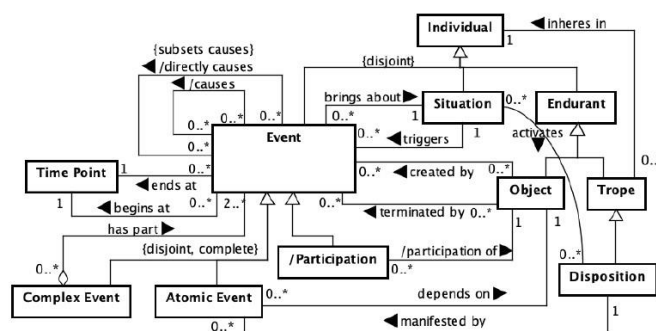 Individual
1
◀ inheres in
{subsets causes}
◀ /directly causes
◀ /causes
{disjoint}
0..*
0..*
0..*
0..*
brings about ▶
0..*
1
Situation
0..*
Endurant
Event
0..*
◀ triggers
1
activates
▼
Time Point
1
0..*
◀ ends at
0..*
◀ created by
0..*
Object
Trope
0..*
1
◀ begins at
0..*
2..*
0..*
◀ terminated by
0..*
1
1
has part ▶
{disjoint, complete}
/Participation
/participation of ▶
0..*
0..*
0..*
Disposition
Complex Event
Atomic Event
0..*
depends on ▶
0..*
◀ manifested by
1